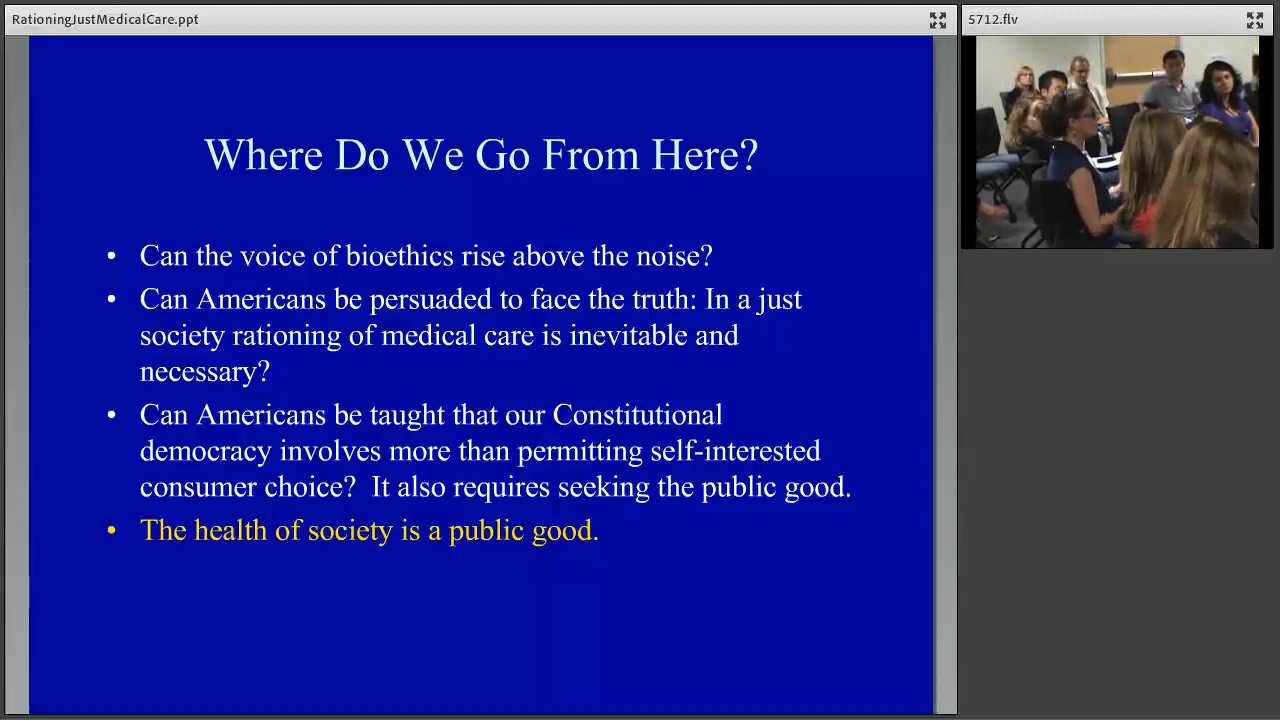 RationingJustMedicalCare.ppt
5712.flv
Where Do We Go From Here?
• Can the voice of bioethics rise above the noise?
• Can Americans be persuaded to face the truth: In a just
society rationing of medical care is inevitable and
necessary?
• Can Americans be taught that our Constitutional
democracy involves more than permitting self-interested
consumer choice?  It also requires seeking the public good.
• The health of society is a public good.